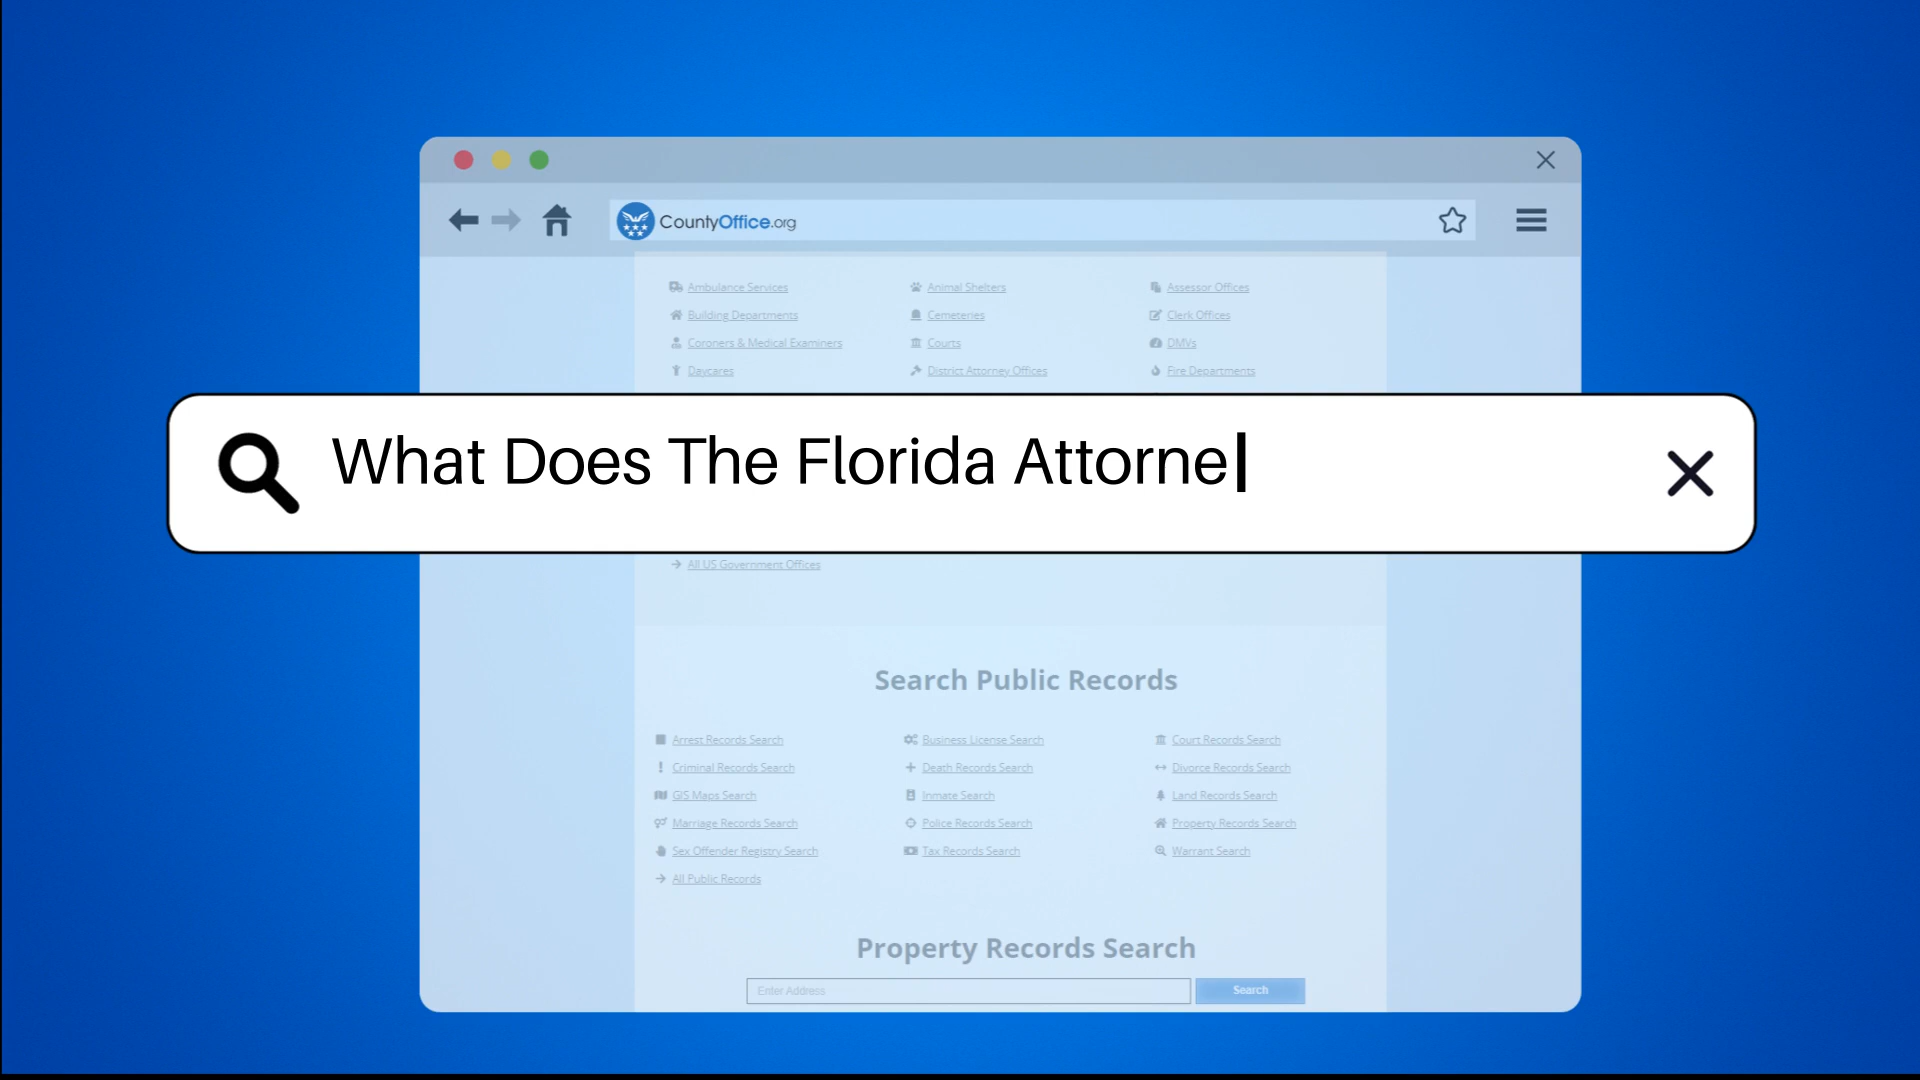 CountyOffice.org
Ambulance Services Animal Shelters Assessor Offices
Building Departments Cemeteries Clerk Offices
Coroners & Medical Examiners Courts DMVs
Daycares District Attorney Offices Fire Departments
What Does The Florida Attorne
All US Government Offices
Search Public Records
Arrest Records Search Business License Search Court Records Search
Criminal Records Search Death Records Search Divorce Records Search
GIS Maps Search Inmate Search Land Records Search
Marriage Records Search Police Records Search Property Records Search
Sex Offender Registry Search Tax Records Search Warrant Search
All Public Records
Property Records Search
Enter Address Search